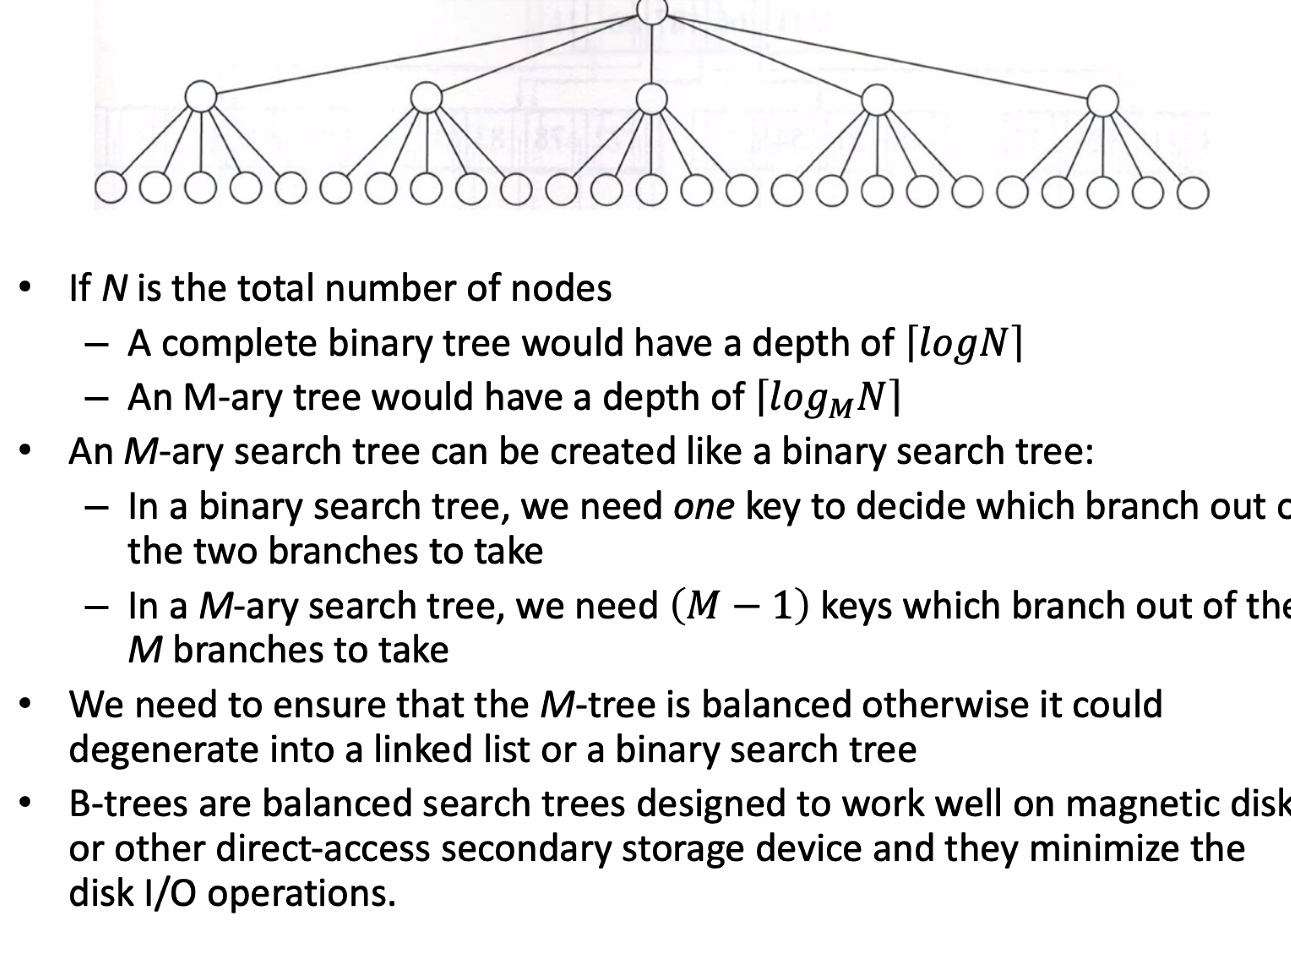 • If N is the total number of nodes
– A complete binary tree would have a depth of ⌈logN⌉
– An M-ary tree would have a depth of ⌈log_M N⌉
• An M-ary search tree can be created like a binary search tree:
– In a binary search tree, we need one key to decide which branch out
the two branches to take
– In a M-ary search tree, we need (M − 1) keys which branch out of the
M branches to take
• We need to ensure that the M-tree is balanced otherwise it could
degenerate into a linked list or a binary search tree
• B-trees are balanced search trees designed to work well on magnetic disk
or other direct-access secondary storage device and they minimize the
disk I/O operations.